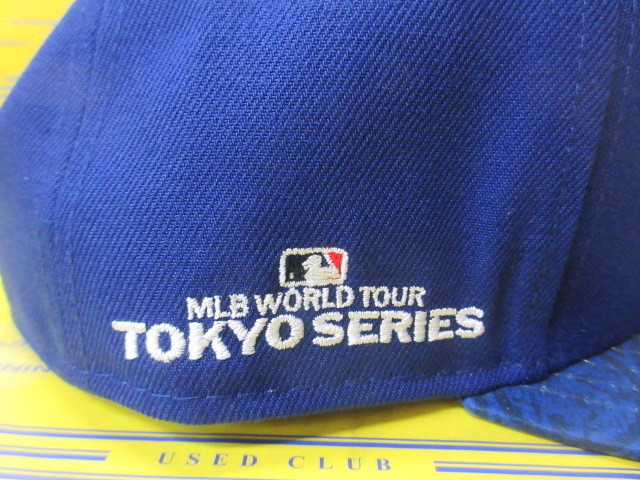 MLB WORLD TOUR
TOKYO SERIES
USED CLUB